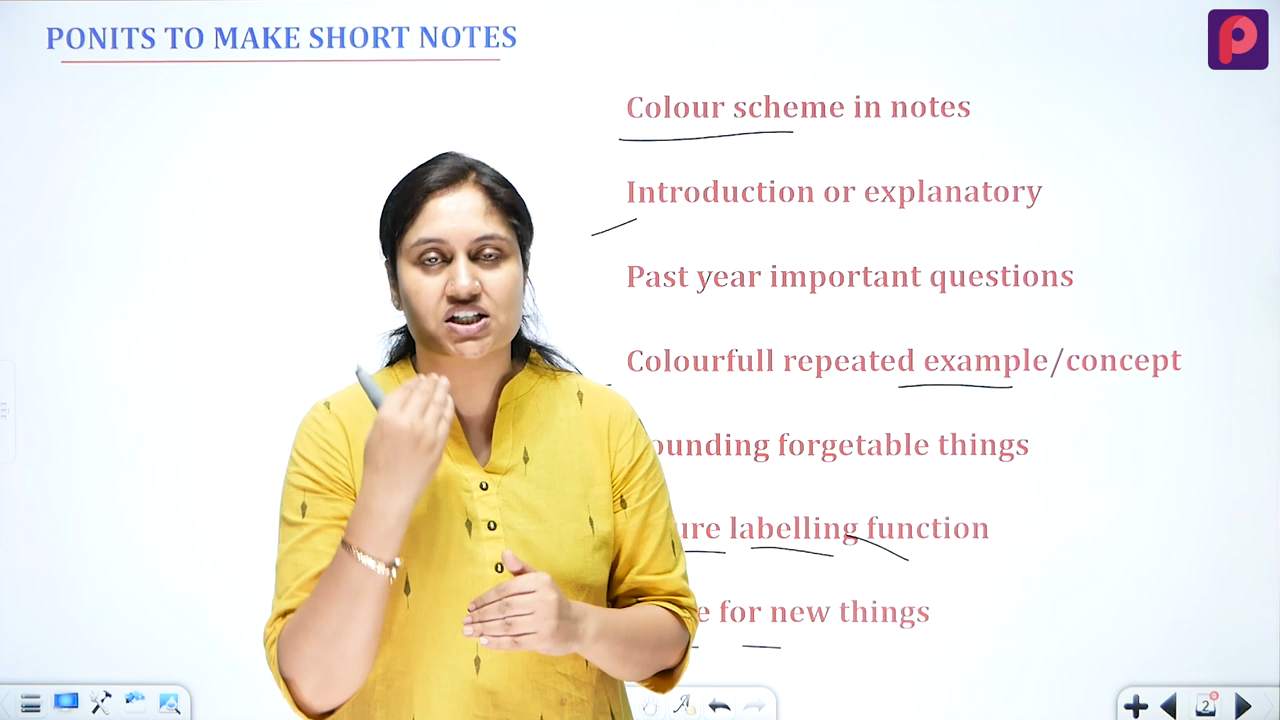 PONITS TO MAKE SHORT NOTES
Colour scheme in notes
Introduction or explanatory
Past year important questions
Colourfull repeated example/concept
forgetable things
labelling function
for new things
2